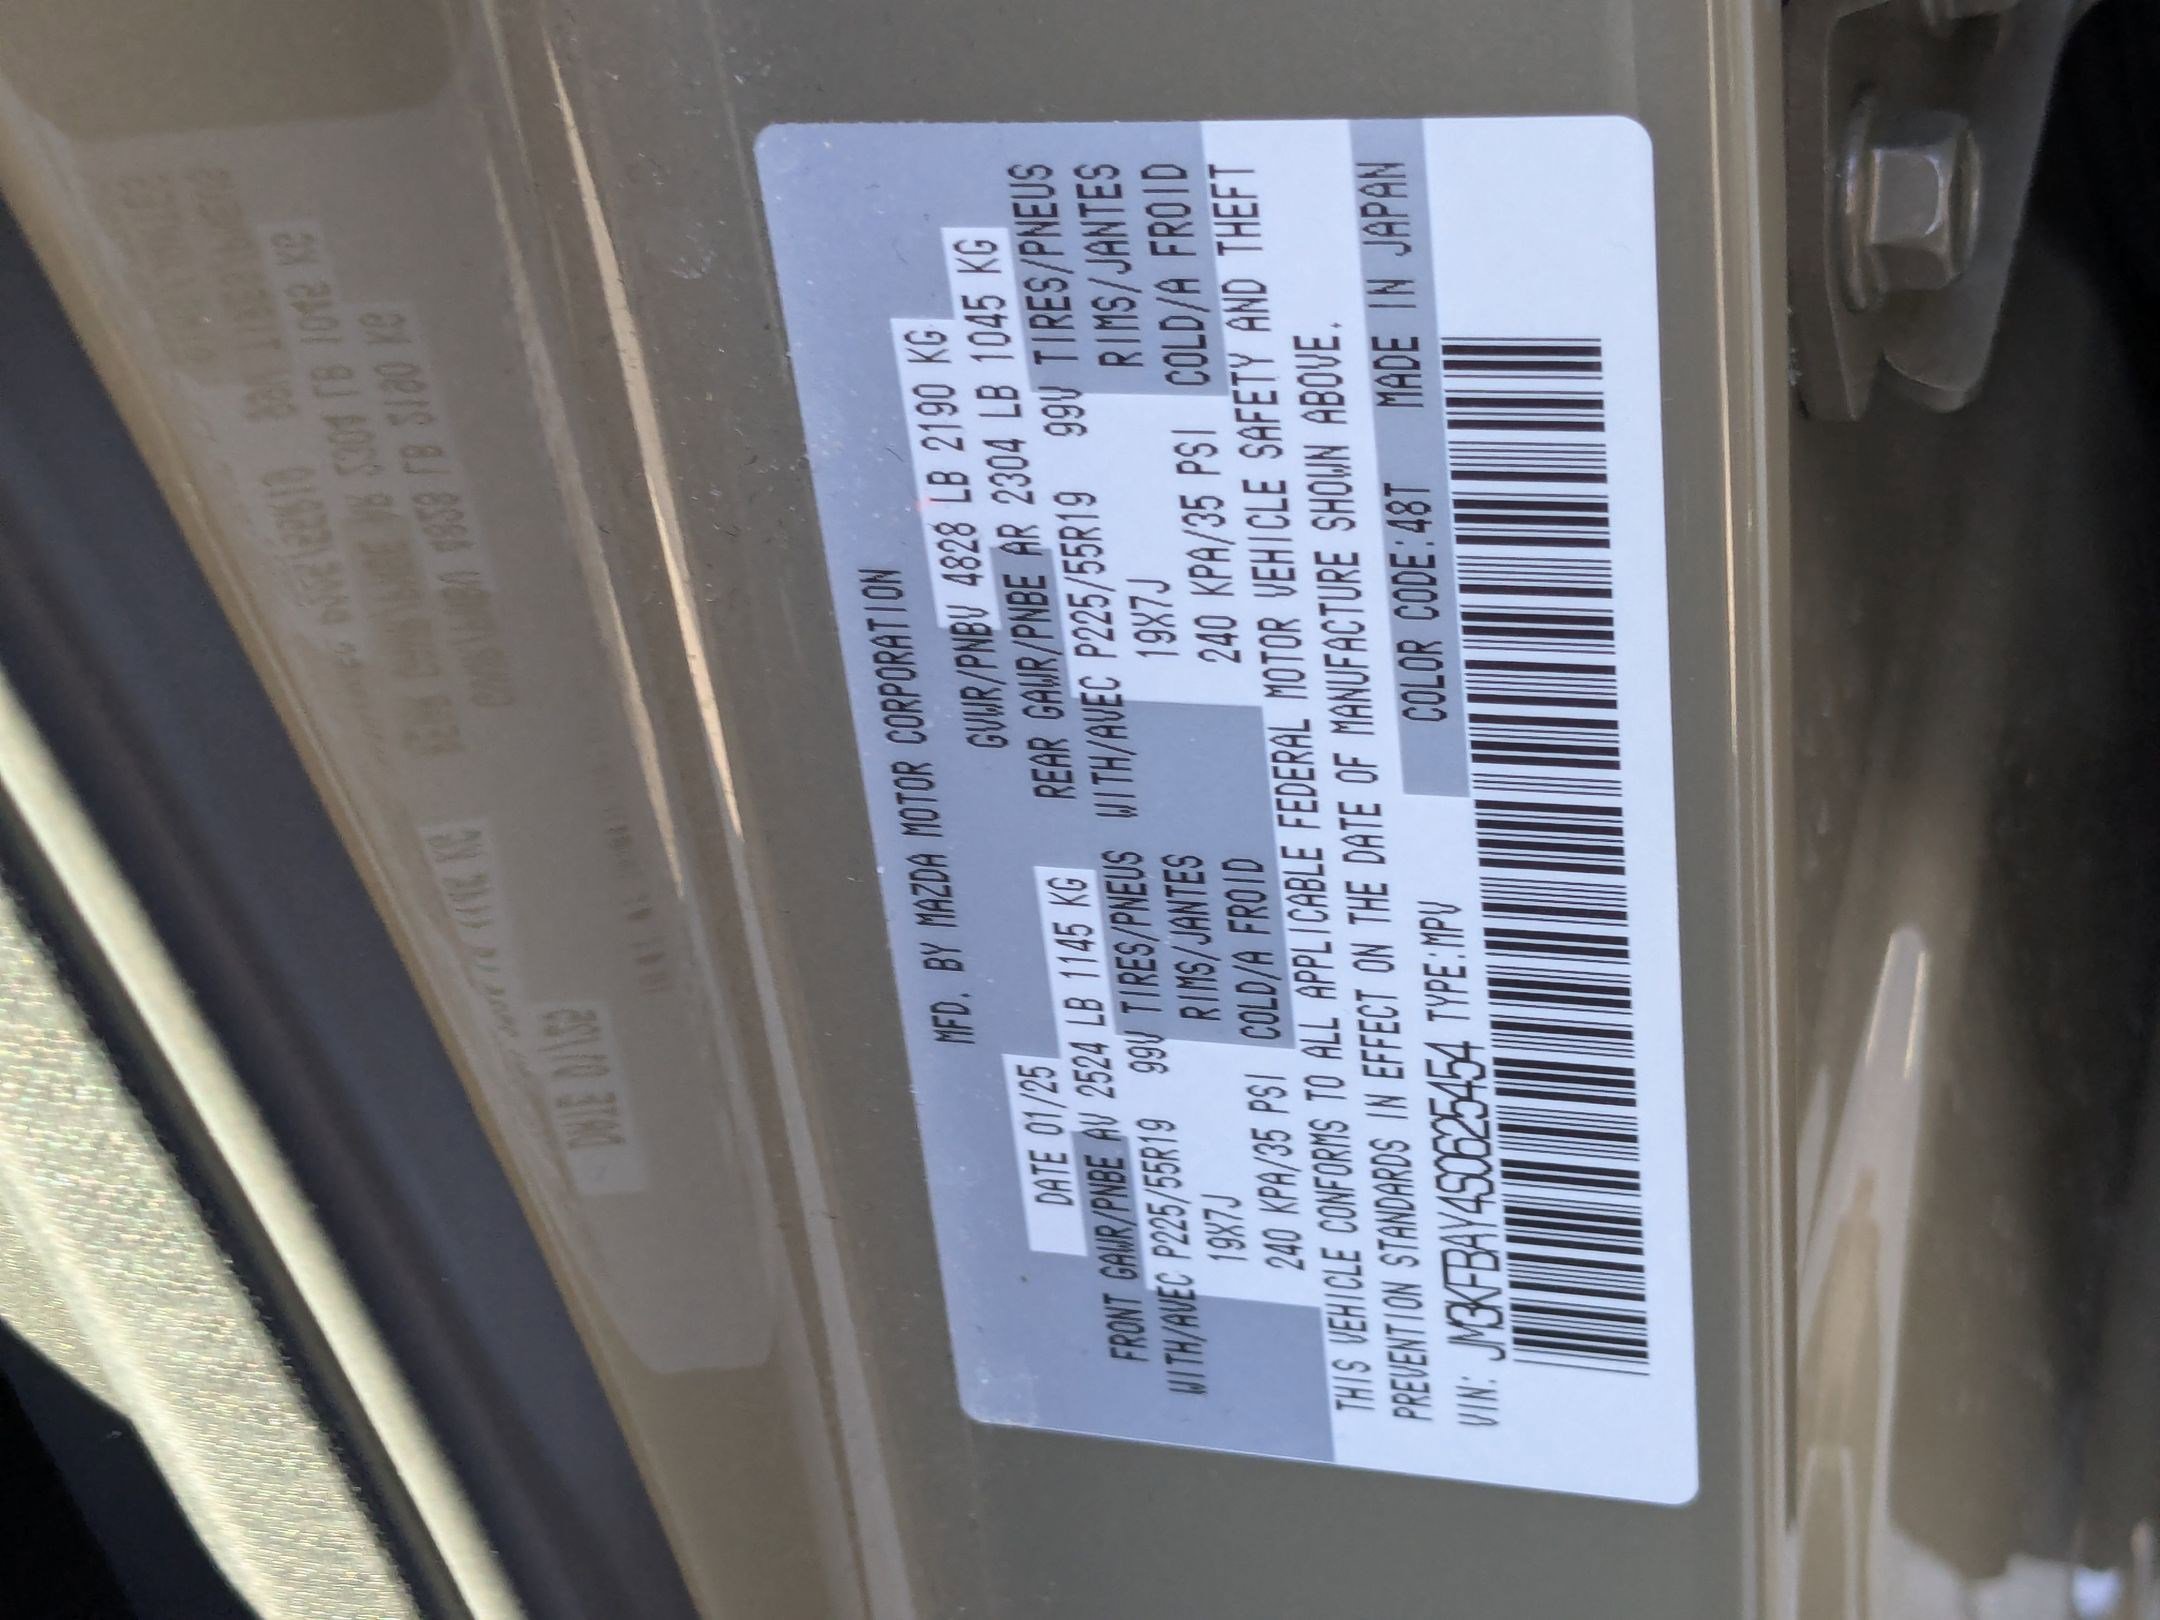 MFD. BY MAZDA MOTOR CORPORATION
DATE 01/25 GVWR/PNBV 4828 LB 2190 KG
FRONT GAWR/PNBE AV 2524 LB 1145 KG REAR GAWR/PNBE AR 2304 LB 1045 KG
WITH/AVEC P225/55R19 99V TIRES/PNEUS WITH/AVEC P225/55R19 99V TIRES/PNEUS
19X7J RIMS/JANTES 19X7J RIMS/JANTES
240 KPA/35 PSI COLD/A FROID 240 KPA/35 PSI COLD/A FROID
THIS VEHICLE CONFORMS TO ALL APPLICABLE FEDERAL MOTOR VEHICLE SAFETY AND THEFT
PREVENTION STANDARDS IN EFFECT ON THE DATE OF MANUFACTURE SHOWN ABOVE.
VIN: JM3KFBAY4S0625454 TYPE:MPV COLOR CODE:48T MADE IN JAPAN